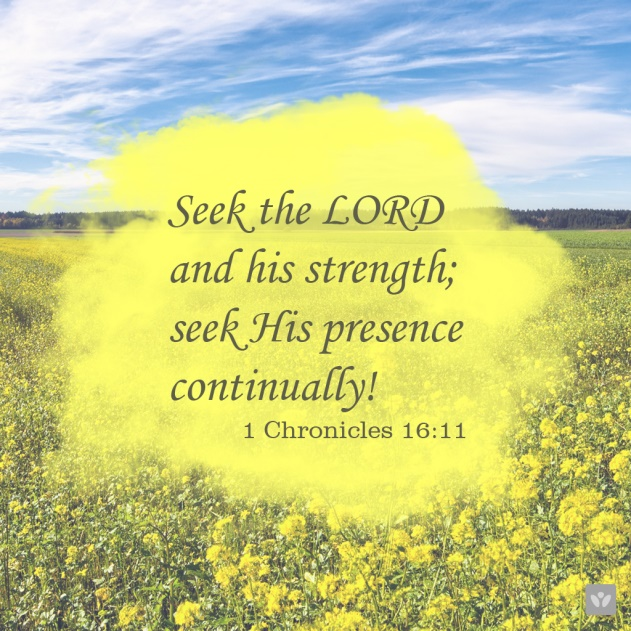 Seek the LORD
and his strength;
seek His presence
continually!
1 Chronicles 16:11